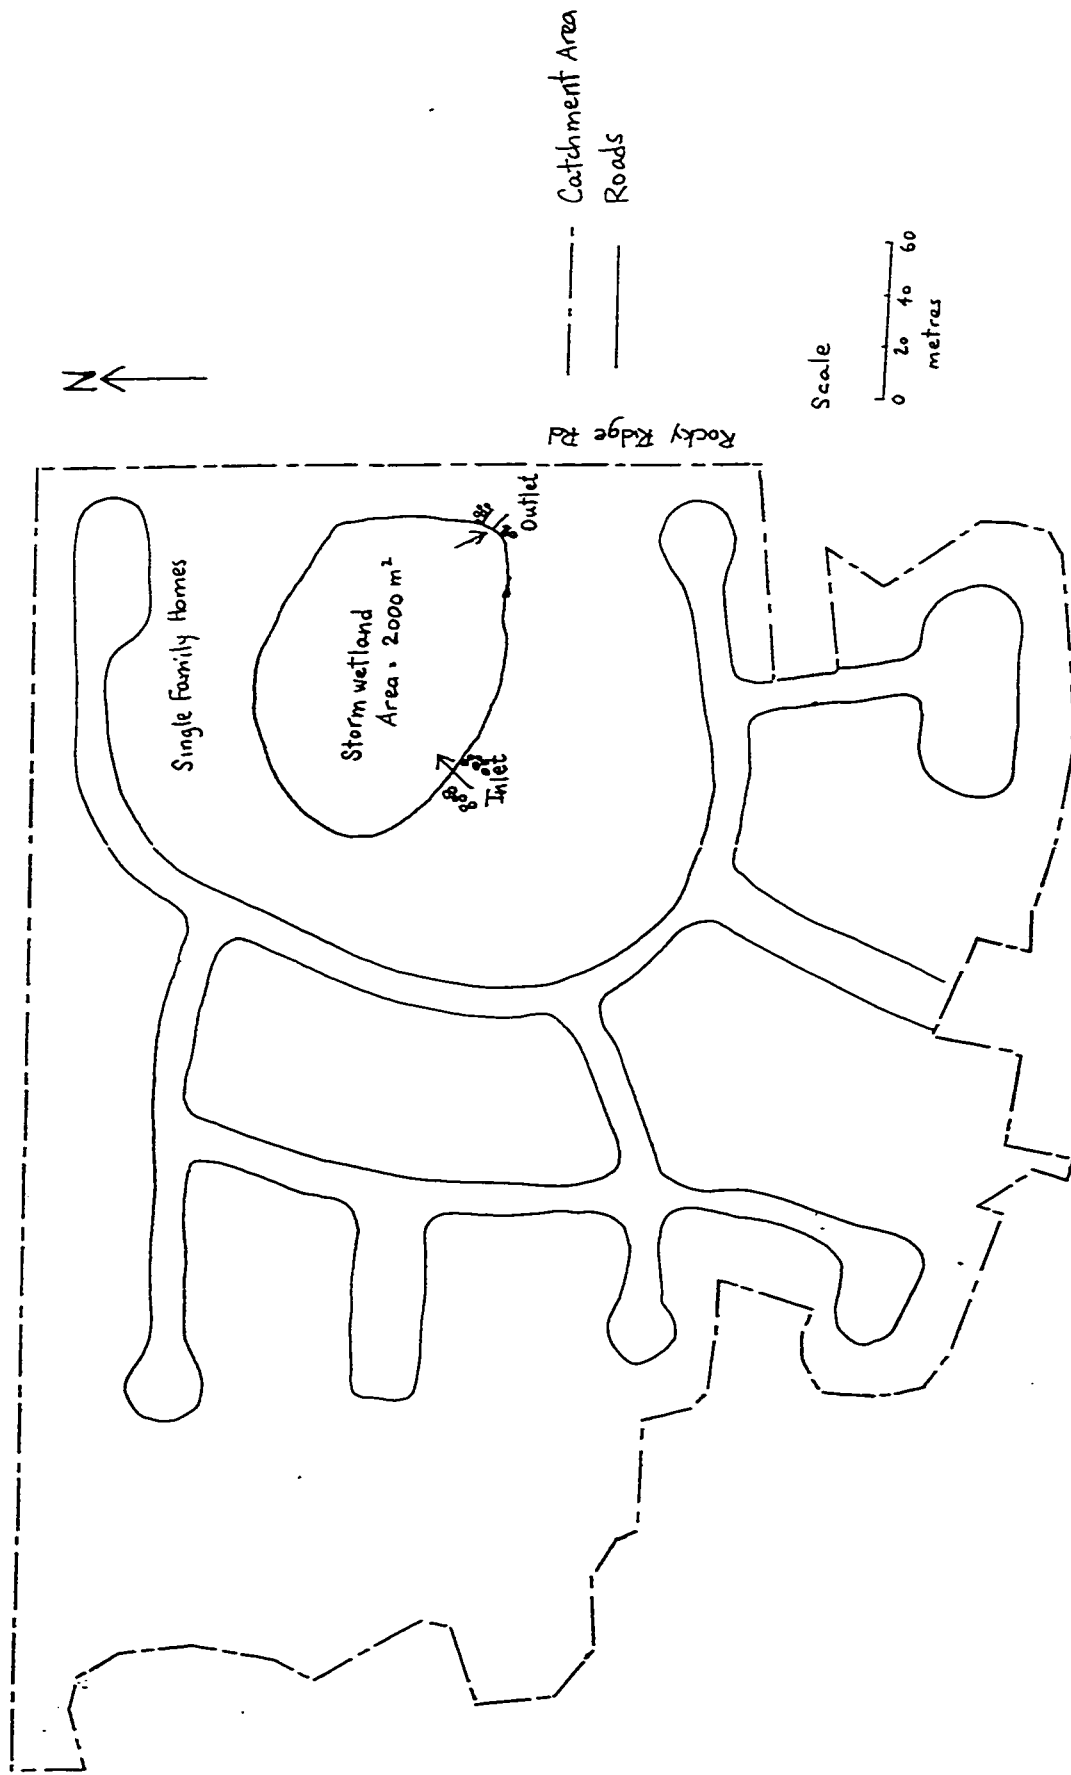 N
Single Family Homes
Storm wetland
Area = 2000 m²
Inlet
Outlet
Rocky Ridge Rd
Catchment Area
Roads
Scale
0 20 40 60
metres